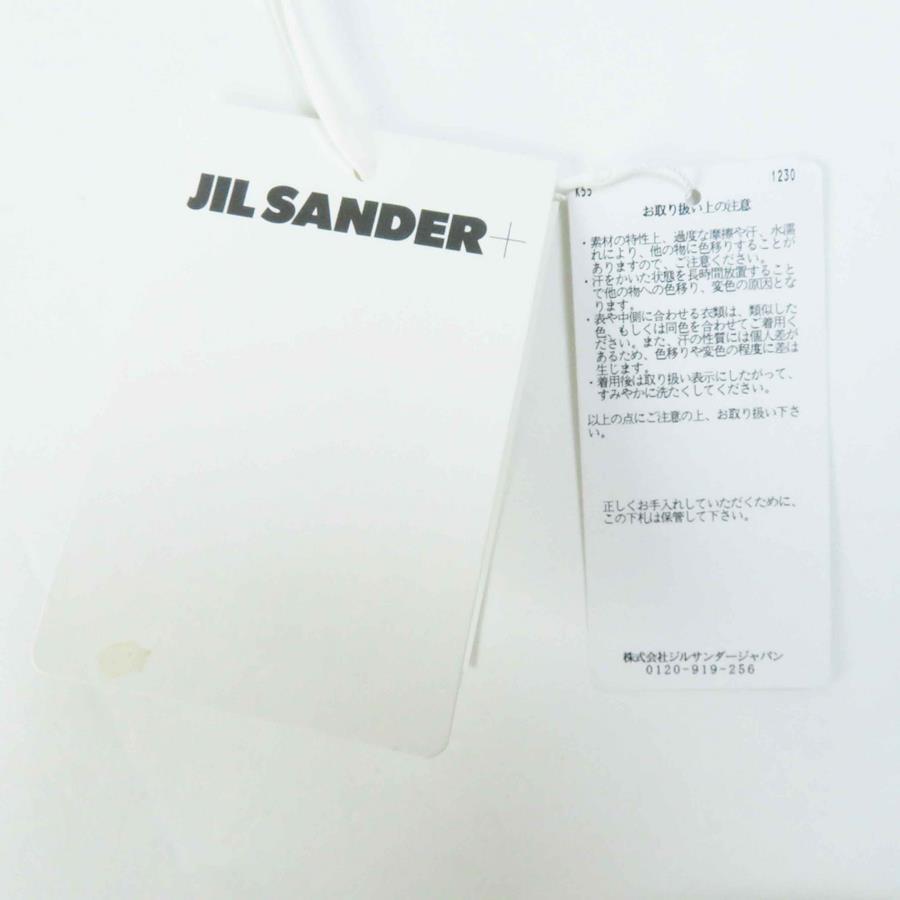 JIL SANDER+
K55 1230
お取り扱い上の注意
・素材の特性上、過度な摩擦や汗、水濡
れにより、他の物に色移りすることが
ありますので、ご注意ください。
・汗をかいた状態を長時間放置すること
で他の物への色移り、変色の原因とな
ります。
・表や中側に合わせる衣類は、類似した
色、もしくは同色を合わせてご着用く
ださい。また、汗の性質には個人差が
あるため、色移りや変色の程度に差は
生じます。
・着用後は取り扱い表示にしたがって、
すみやかに洗たくしてください。
以上の点にご注意の上、お取り扱い下さ
い。
正しくお手入れしていただくために、
この下札は保管して下さい。
株式会社ジルサンダージャパン
0120-919-256